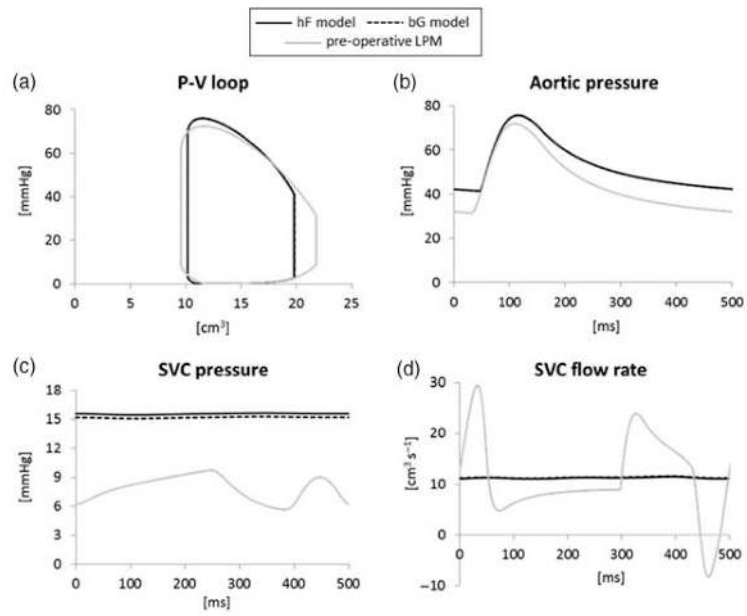 hF model
bG model
pre-operative LPM
(a)
P-V loop
[mmHg]
80
60
40
20
0
0 5 10 15 20 25
[cm³]
(b)
Aortic pressure
[mmHg]
80
60
40
20
0
0 100 200 300 400 500
[ms]
(c)
SVC pressure
[mmHg]
18
15
12
9
6
3
0
0 100 200 300 400 500
[ms]
(d)
SVC flow rate
[cm³ s⁻¹]
30
20
10
0
−10
0 100 200 300 400 500
[ms]